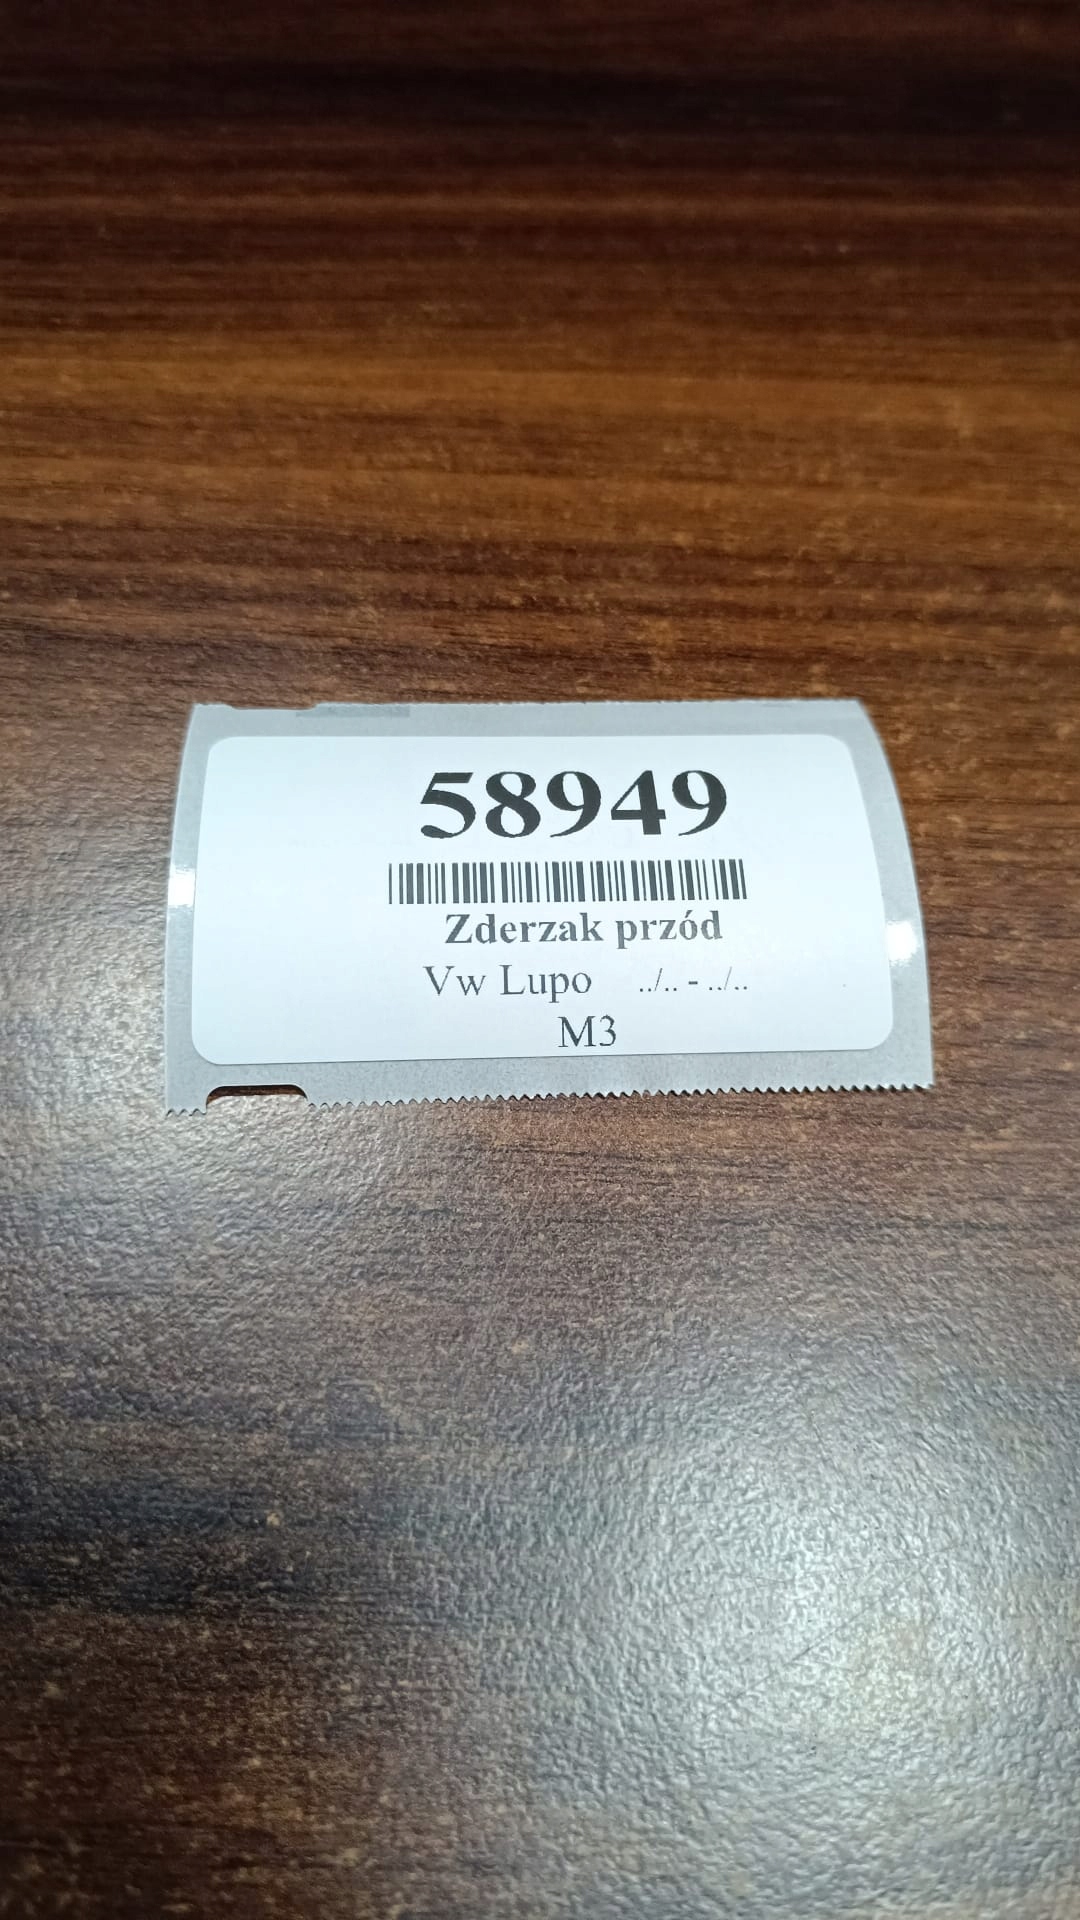 58949
Zderzak przód
Vw Lupo ../.. - ../..
M3